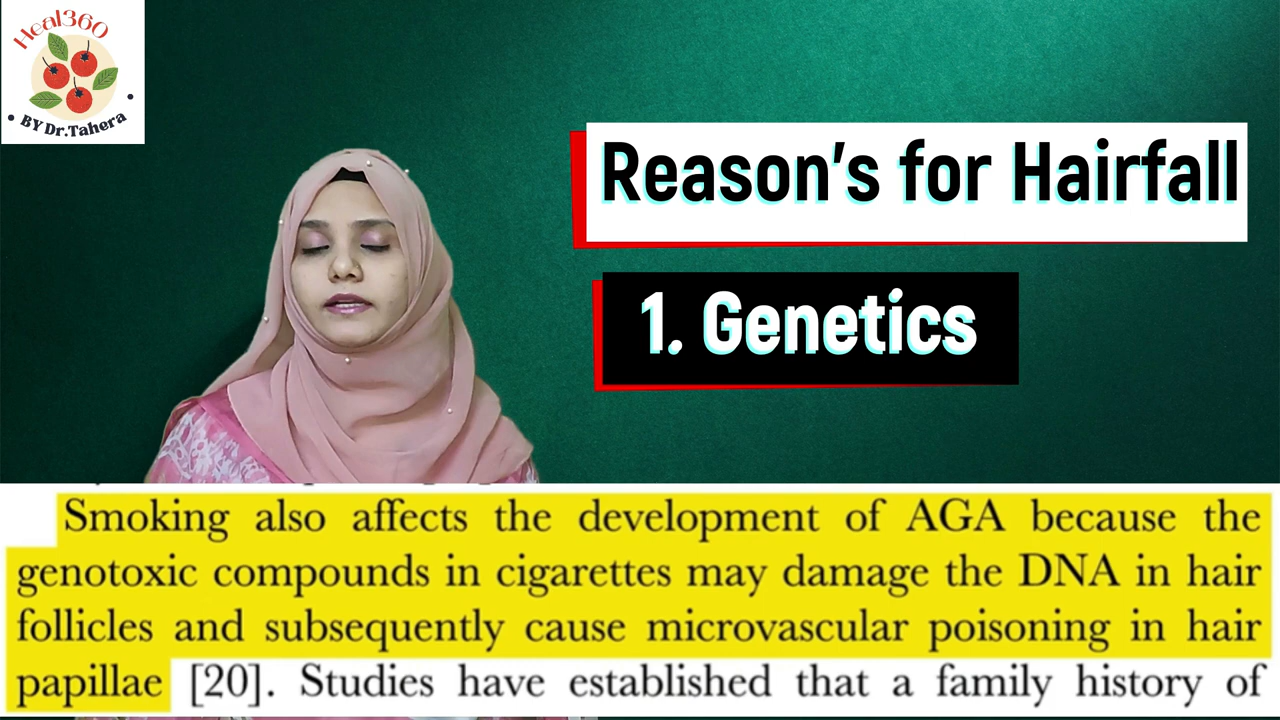 Heal360
BY Dr.Tahera
Reason's for Hairfall
1. Genetics
Smoking also affects the development of AGA because the
genotoxic compounds in cigarettes may damage the DNA in hair
follicles and subsequently cause microvascular poisoning in hair
papillae [20]. Studies have established that a family history of